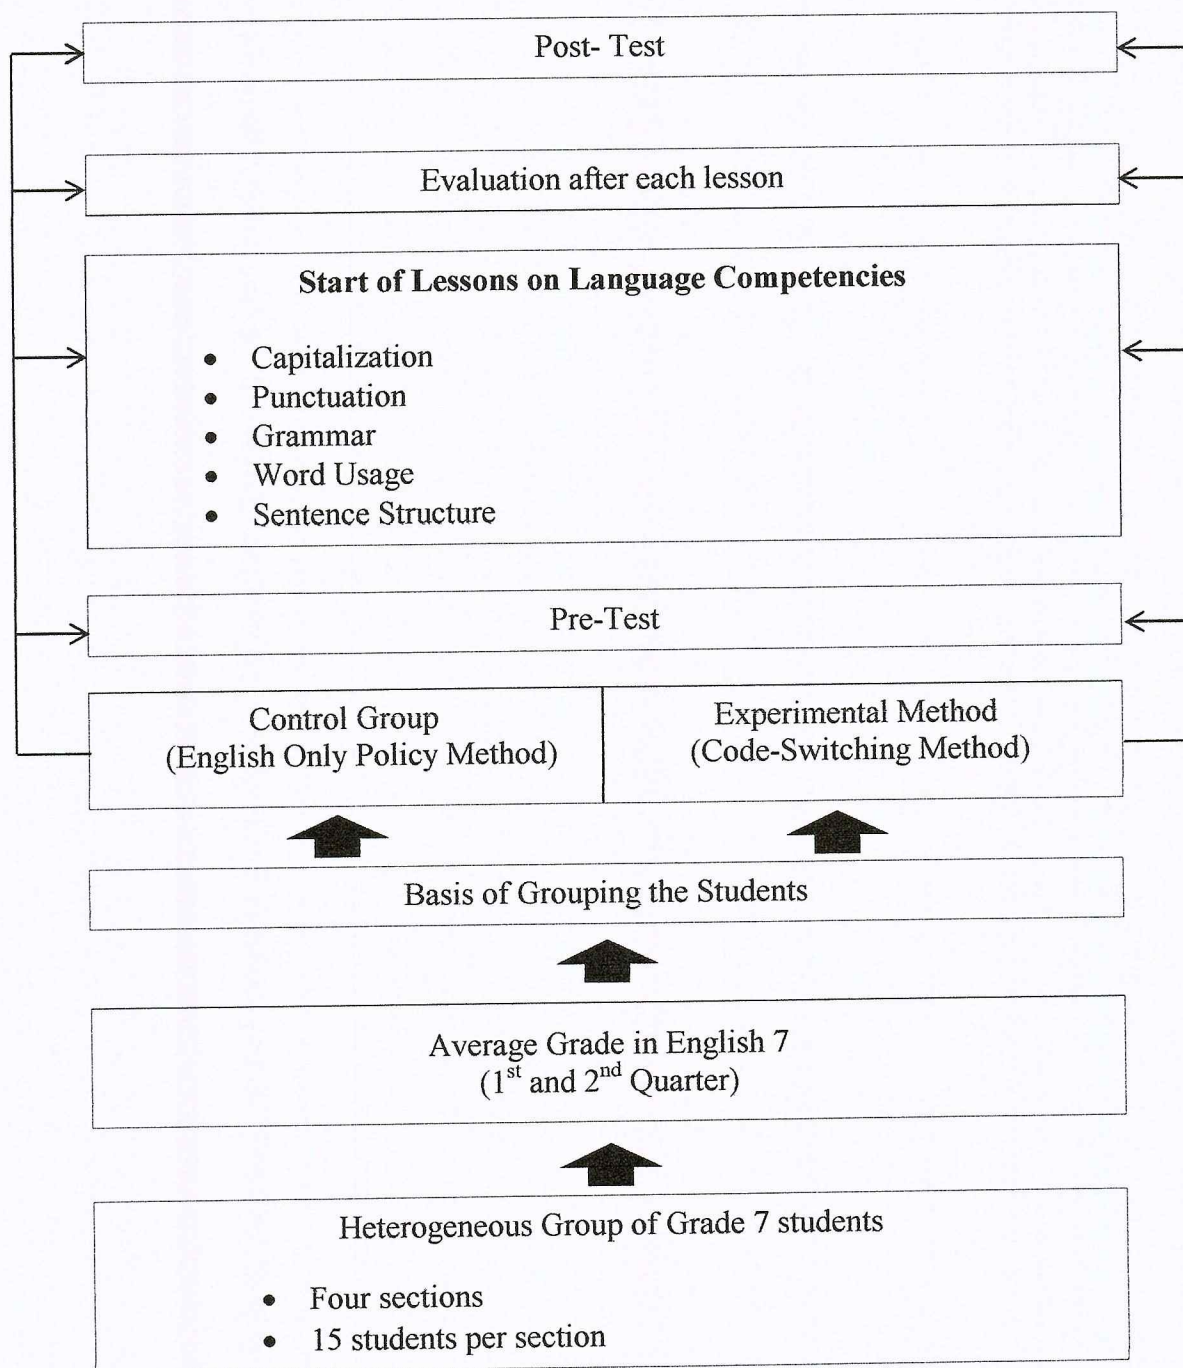 Post- Test
Evaluation after each lesson
Start of Lessons on Language Competencies
• Capitalization
• Punctuation
• Grammar
• Word Usage
• Sentence Structure
Pre-Test
Control Group
(English Only Policy Method)
Experimental Method
(Code-Switching Method)
Basis of Grouping the Students
Average Grade in English 7
(1st and 2nd Quarter)
Heterogeneous Group of Grade 7 students
• Four sections
• 15 students per section